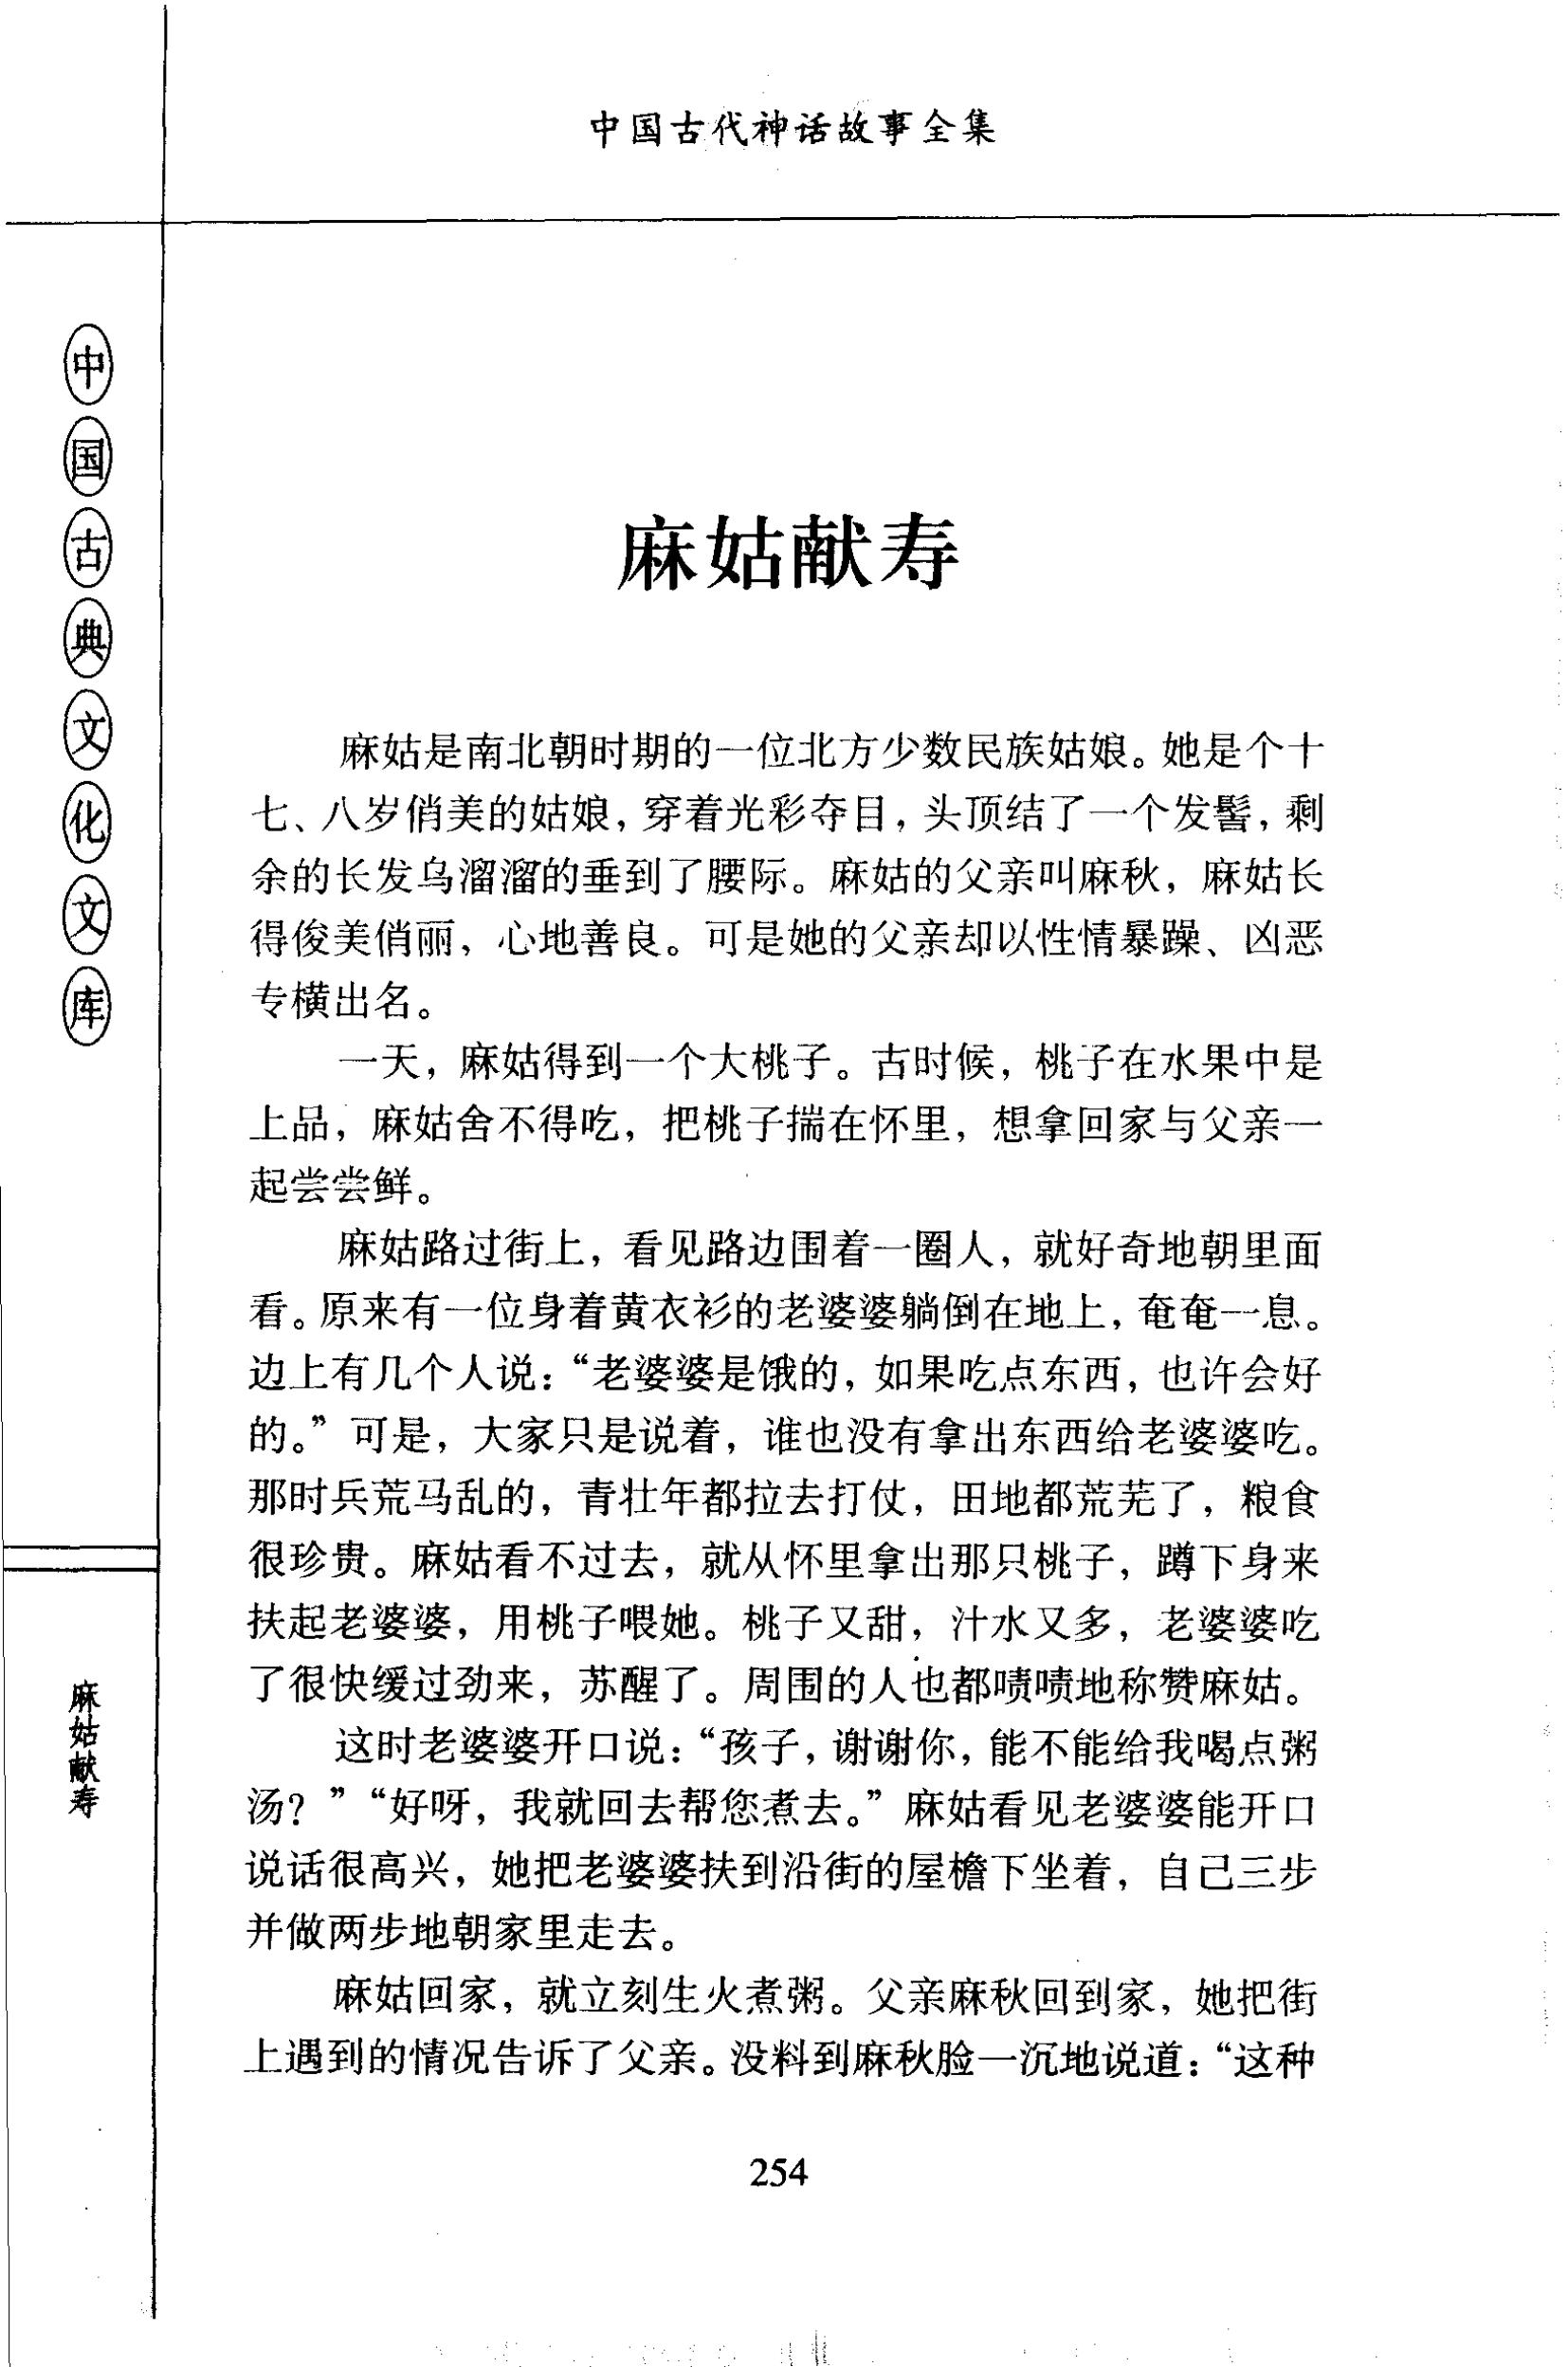 中国古代神话故事全集
中国古典文化文库
麻姑献寿
麻姑献寿
麻姑是南北朝时期的一位北方少数民族姑娘。她是个十
七、八岁俏美的姑娘，穿着光彩夺目，头顶结了一个发髻，剩
余的长发乌溜溜的垂到了腰际。麻姑的父亲叫麻秋，麻姑长
得俊美俏丽，心地善良。可是她的父亲却以性情暴躁、凶恶
专横出名。
一天，麻姑得到一个大桃子。古时候，桃子在水果中是
上品，麻姑舍不得吃，把桃子揣在怀里，想拿回家与父亲一
起尝尝鲜。
麻姑路过街上，看见路边围着一圈人，就好奇地朝里面
看。原来有一位身着黄衣衫的老婆婆躺倒在地上，奄奄一息。
边上有几个人说：“老婆婆是饿的，如果吃点东西，也许会好
的。”可是，大家只是说着，谁也没有拿出东西给老婆婆吃。
那时兵荒马乱的，青壮年都拉去打仗，田地都荒芜了，粮食
很珍贵。麻姑看不过去，就从怀里拿出那只桃子，蹲下身来
扶起老婆婆，用桃子喂她。桃子又甜，汁水又多，老婆婆吃
了很快缓过劲来，苏醒了。周围的人也都啧啧地称赞麻姑。
这时老婆婆开口说：“孩子，谢谢你，能不能给我喝点粥
汤？”“好呀，我就回去帮您煮去。”麻姑看见老婆婆能开口
说话很高兴，她把老婆婆扶到沿街的屋檐下坐着，自己三步
并做两步地朝家里走去。
麻姑回家，就立刻生火煮粥。父亲麻秋回到家，她把街
上遇到的情况告诉了父亲。没料到麻秋脸一沉地说道：“这种
254